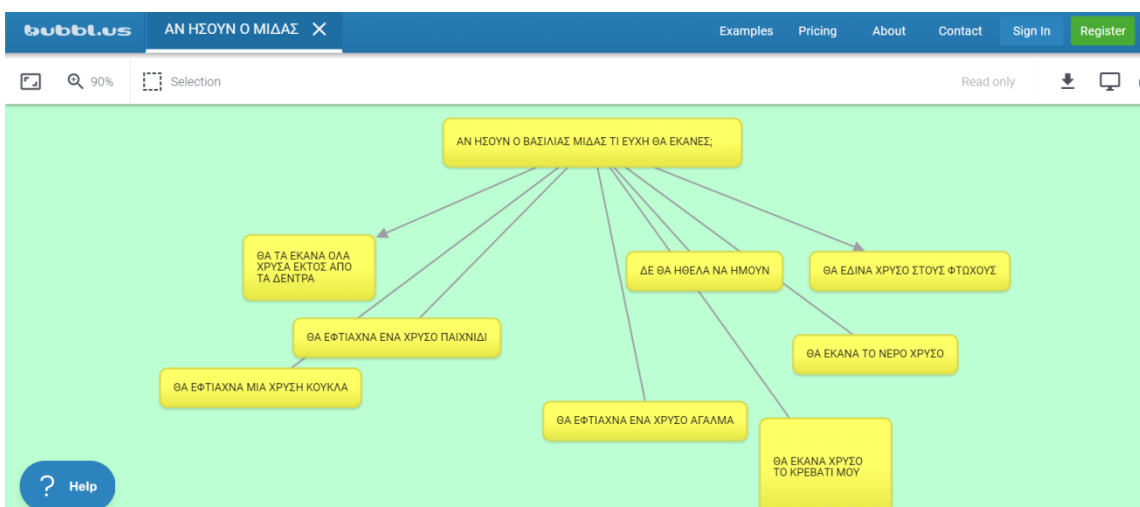 bubbl.us
ΑΝ ΗΣΟΥΝ Ο ΜΙΔΑΣ
Examples
Pricing
About
Contact
Sign In
Register
90%
Selection
Read only
ΑΝ ΗΣΟΥΝ Ο ΒΑΣΙΛΙΑΣ ΜΙΔΑΣ ΤΙ ΕΥΧΗ ΘΑ ΕΚΑΝΕΣ;
ΘΑ ΤΑ ΕΚΑΝΑ ΟΛΑ
ΧΡΥΣΑ ΕΚΤΟΣ ΑΠΟ
ΤΑ ΔΕΝΤΡΑ
ΔΕ ΘΑ ΗΘΕΛΑ ΝΑ ΗΜΟΥΝ
ΘΑ ΕΔΙΝΑ ΧΡΥΣΟ ΣΤΟΥΣ ΦΤΩΧΟΥΣ
ΘΑ ΕΦΤΙΑΧΝΑ ΕΝΑ ΧΡΥΣΟ ΠΑΙΧΝΙΔΙ
ΘΑ ΕΚΑΝΑ ΤΟ ΝΕΡΟ ΧΡΥΣΟ
ΘΑ ΕΦΤΙΑΧΝΑ ΜΙΑ ΧΡΥΣΗ ΚΟΥΚΛΑ
ΘΑ ΕΦΤΙΑΧΝΑ ΕΝΑ ΧΡΥΣΟ ΑΓΑΛΜΑ
ΘΑ ΕΚΑΝΑ ΧΡΥΣΟ
ΤΟ ΚΡΕΒΑΤΙ ΜΟΥ
? Help